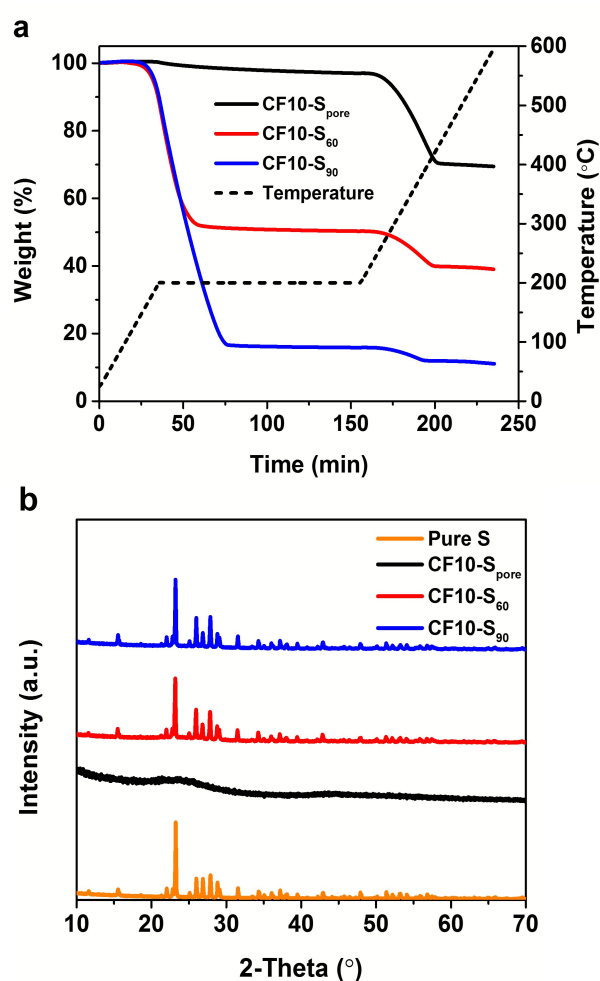 a
100
80
60
40
20
0
Weight (%)
CF10-Spore
CF10-S60
CF10-S90
Temperature
600
500
400
300
200
100
0
Temperature (°C)
0 50 100 150 200 250
Time (min)
b
Intensity (a.u.)
Pure S
CF10-Spore
CF10-S60
CF10-S90
10 20 30 40 50 60 70
2-Theta (°)